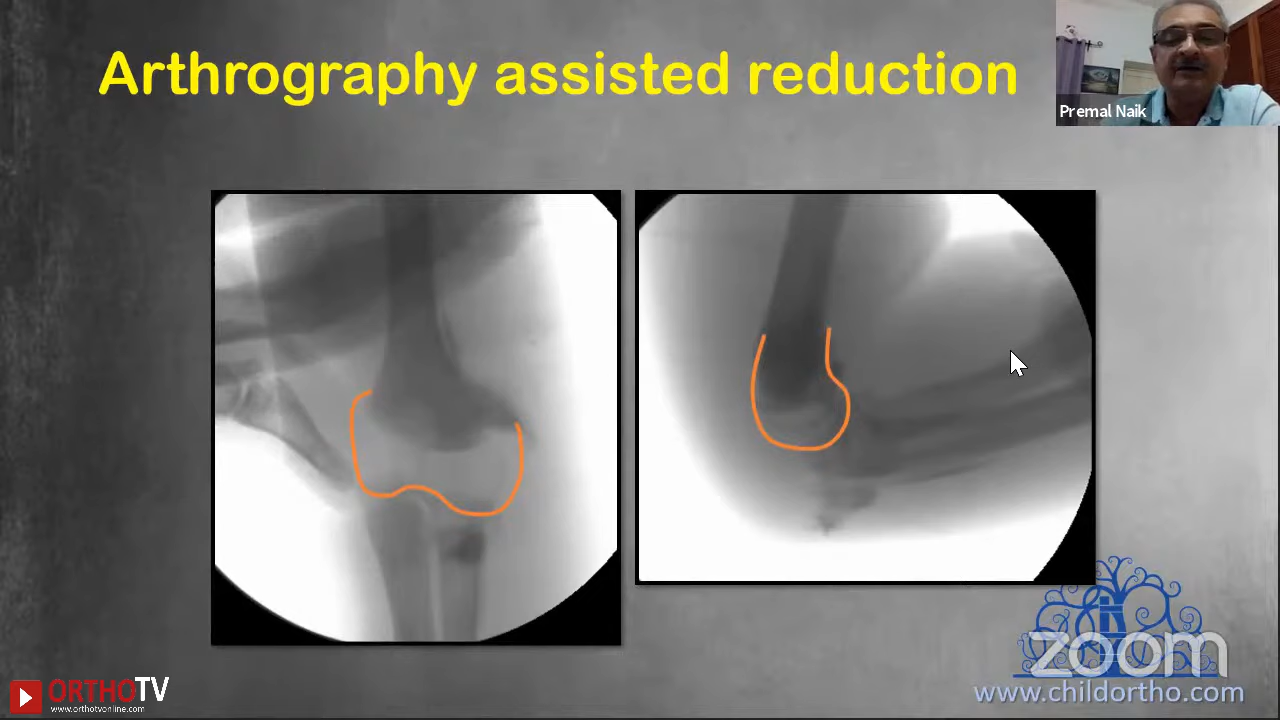 Arthrography assisted reduction
Premal Naik
zoom
www.childortho.com
ORTHOTV
www.orthotvonline.com